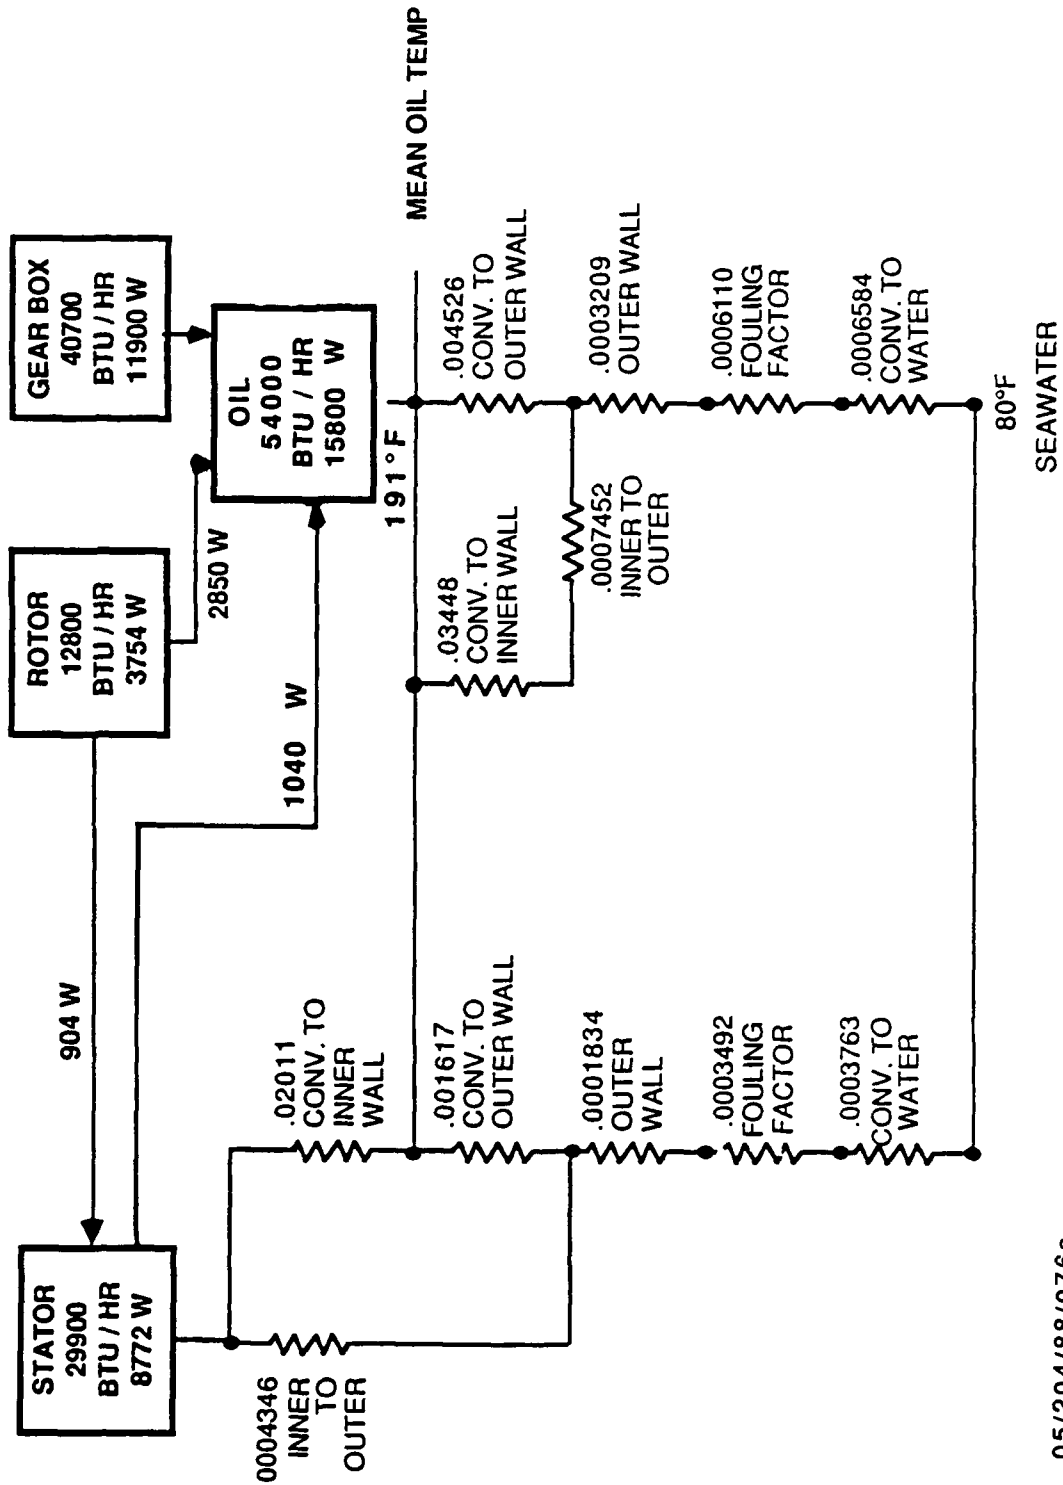 GEAR BOX
40700
BTU / HR
11900 W
ROTOR
12800
BTU / HR
3754 W
STATOR
29900
BTU / HR
8772 W
OIL
54000
BTU / HR
15800 W
904 W
2850 W
1040 W
191°F
MEAN OIL TEMP
.004526
CONV. TO
OUTER WALL
.0003209
OUTER WALL
.0006110
FOULING
FACTOR
.0006584
CONV. TO
WATER
.03448
CONV. TO
INNER WALL
.0007452
INNER TO
OUTER
.02011
CONV. TO
INNER
WALL
.001617
CONV. TO
OUTER WALL
.0001834
OUTER
WALL
.0003492
FOULING
FACTOR
.0003763
CONV. TO
WATER
0004346
INNER
TO
OUTER
80°F
SEAWATER